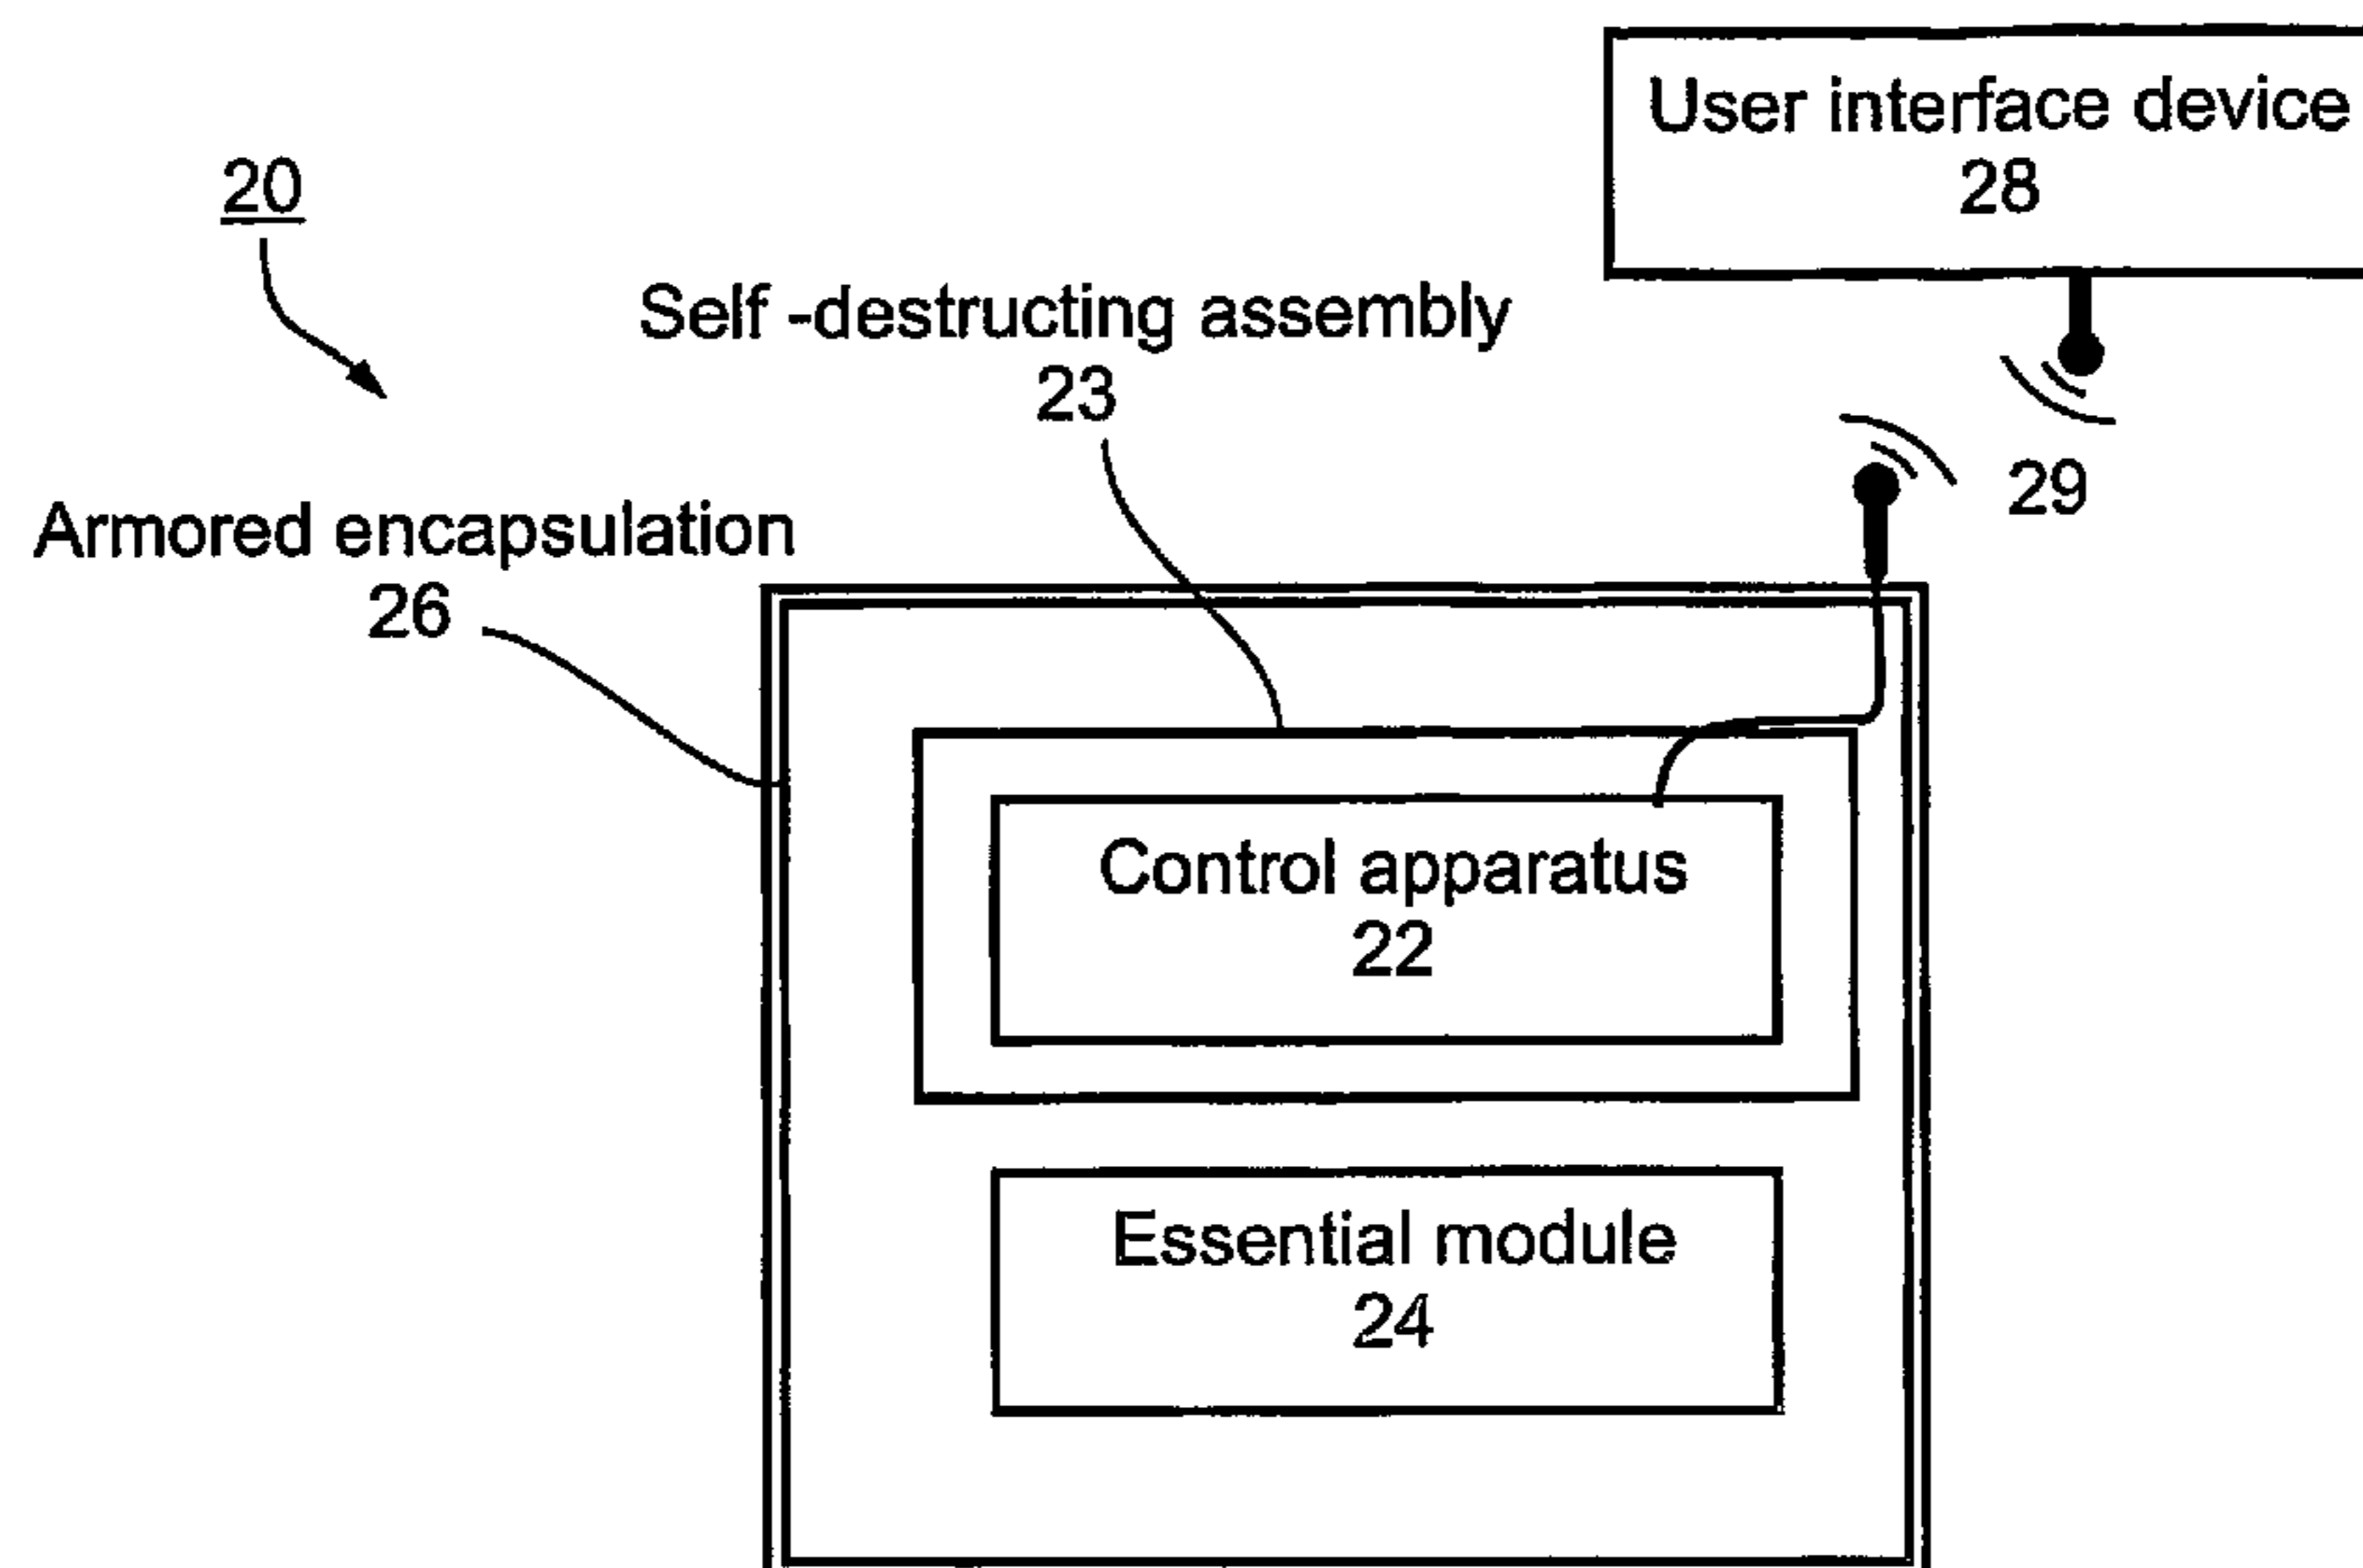 User interface device
28
20
Self -destructing assembly
23
29
Armored encapsulation
26
Control apparatus
22
Essential module
24